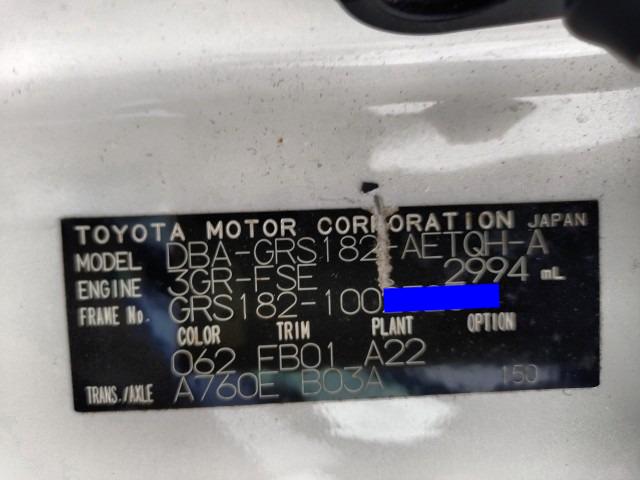 TOYOTA MOTOR CORPORATION JAPAN
MODEL DBA-GRS182-AETQH-A
ENGINE 3GR-FSE 2994 mL
FRAME No. GRS182-100
COLOR TRIM PLANT OPTION
062 FB01 A22
TRANS./AXLE A760E B03A 150